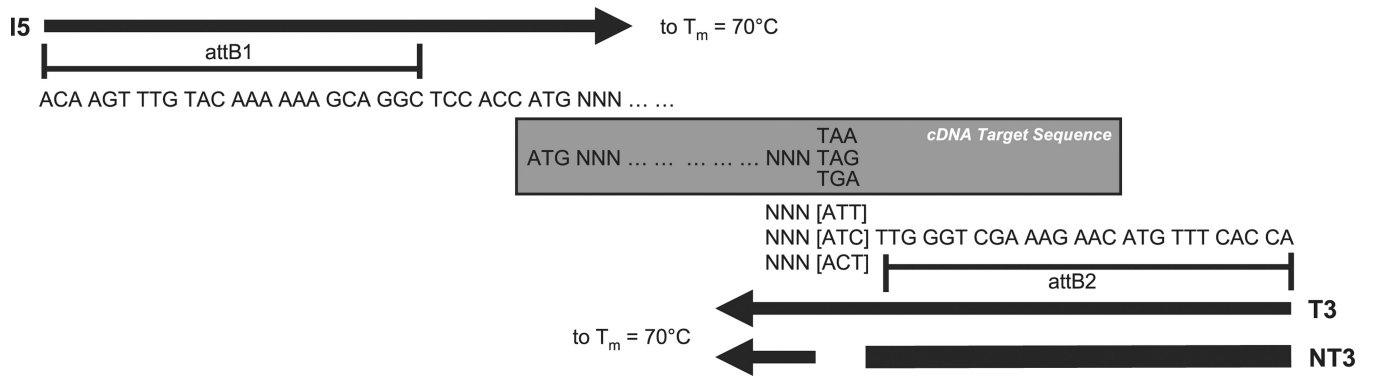 I5 to Tm = 70°C
attB1
ACA AGT TTG TAC AAA AAA GCA GGC TCC ACC ATG NNN ... ...
TAA cDNA Target Sequence
ATG NNN ... ... ... ... ... NNN TAG
TGA
NNN [ATT]
NNN [ATC] TTG GGT CGA AAG AAC ATG TTT CAC CA
NNN [ACT]
attB2
T3
to Tm = 70°C
NT3